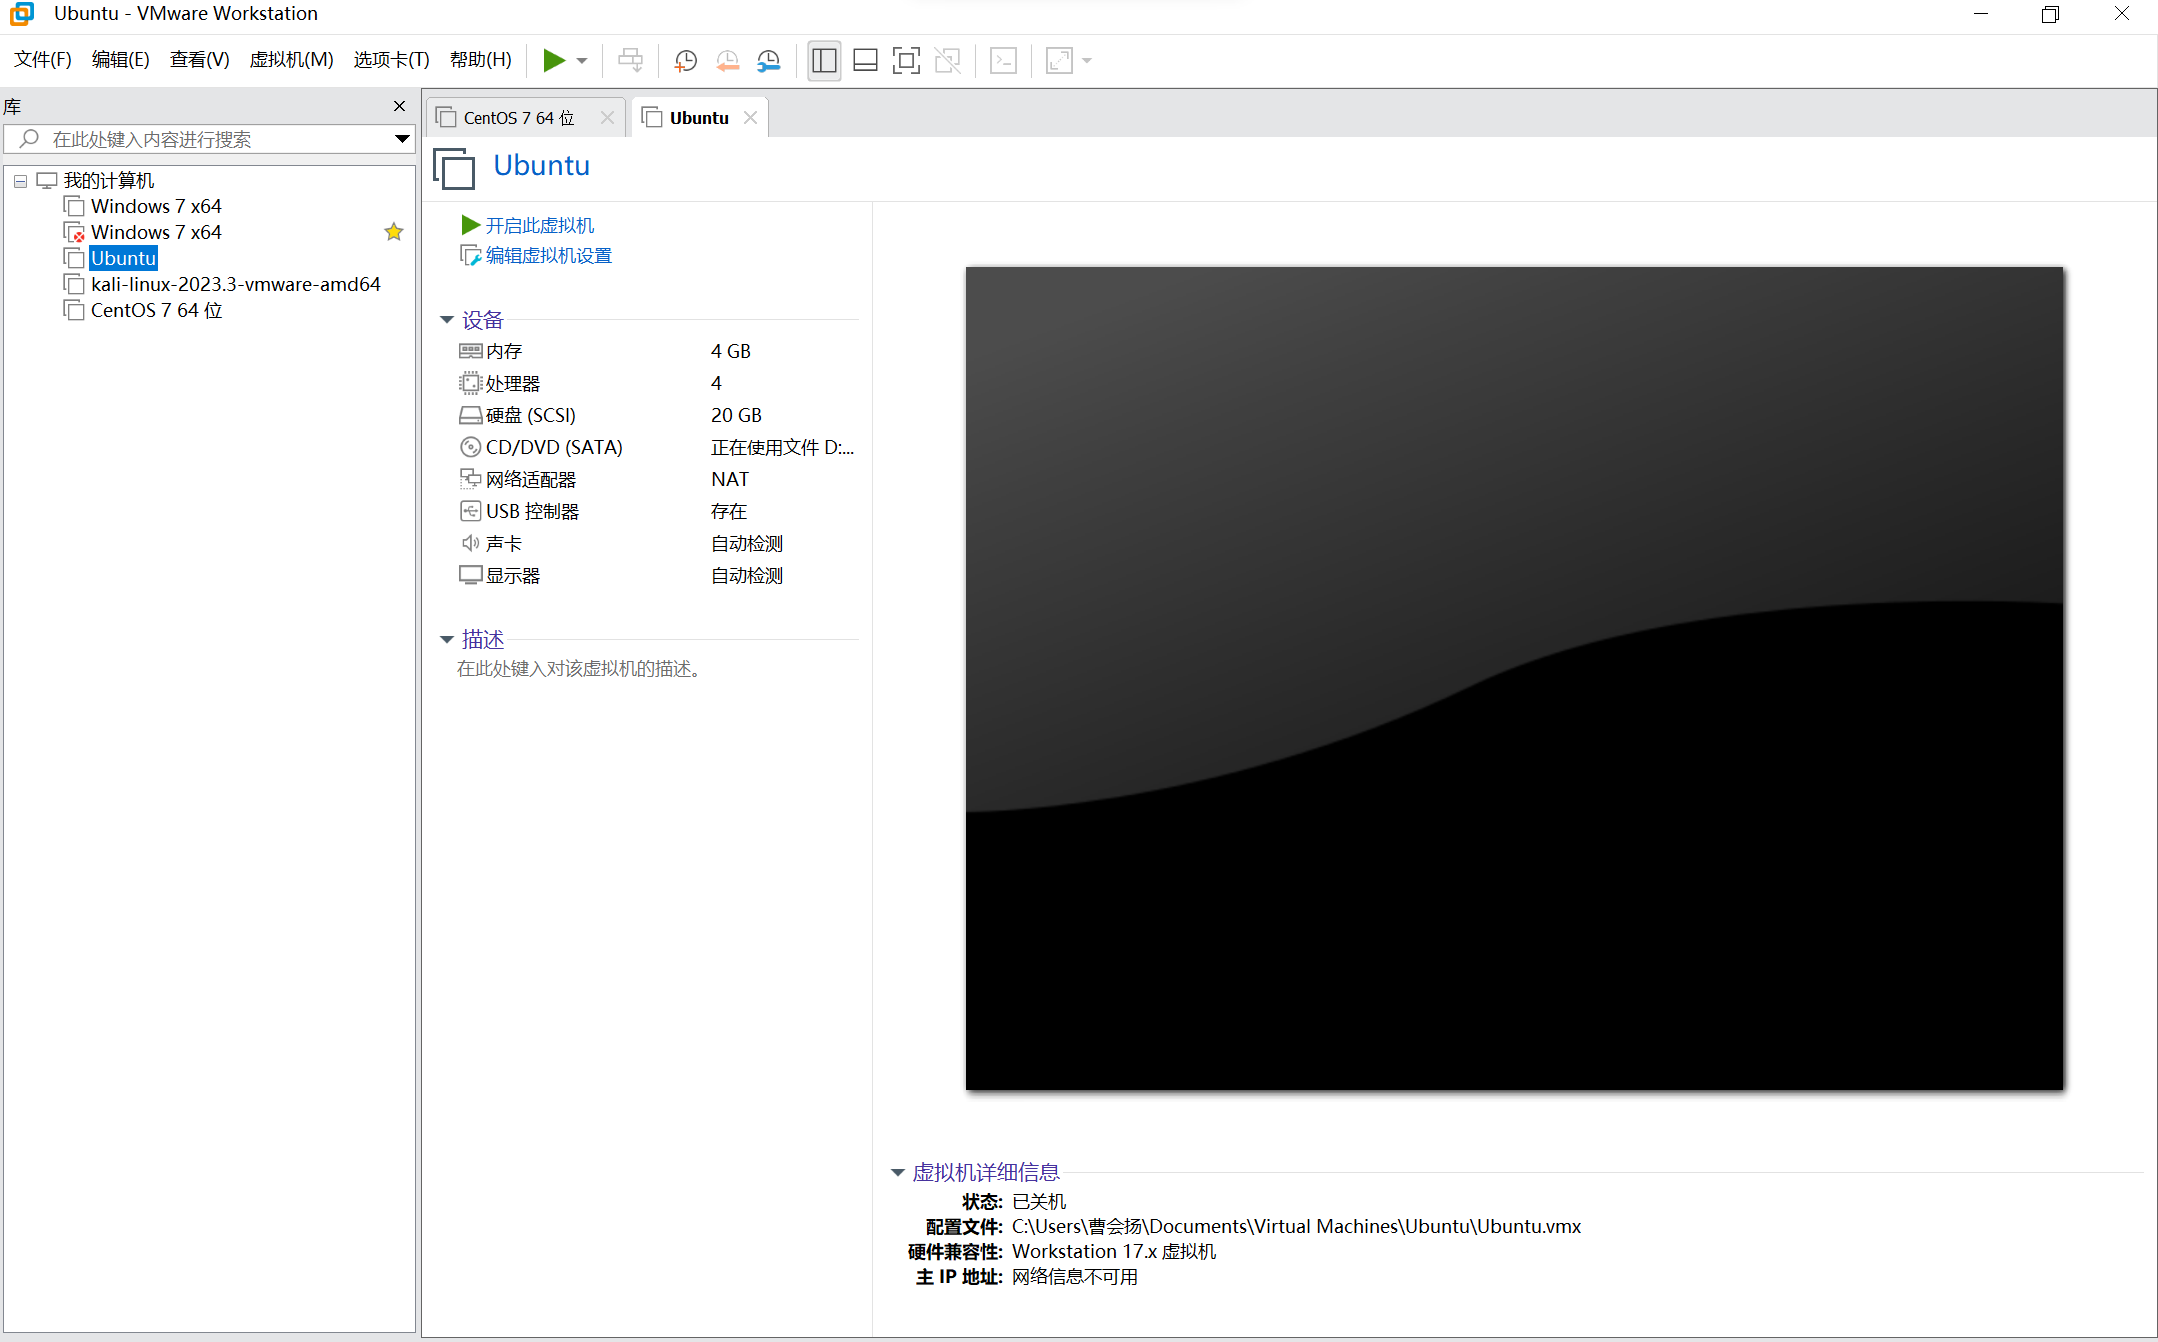 Ubuntu - VMware Workstation
文件(F) 编辑(E) 查看(V) 虚拟机(M) 选项卡(T) 帮助(H)
库
在此处键入内容进行搜索
我的计算机
Windows 7 x64
Windows 7 x64
Ubuntu
kali-linux-2023.3-vmware-amd64
CentOS 7 64 位
CentOS 7 64 位
Ubuntu
Ubuntu
开启此虚拟机
编辑虚拟机设置
设备
内存 4 GB
处理器 4
硬盘 (SCSI) 20 GB
CD/DVD (SATA) 正在使用文件 D:...
网络适配器 NAT
USB 控制器 存在
声卡 自动检测
显示器 自动检测
描述
在此处键入对该虚拟机的描述。
虚拟机详细信息
状态: 已关机
配置文件: C:\Users\曹会扬\Documents\Virtual Machines\Ubuntu\Ubuntu.vmx
硬件兼容性: Workstation 17.x 虚拟机
主 IP 地址: 网络信息不可用